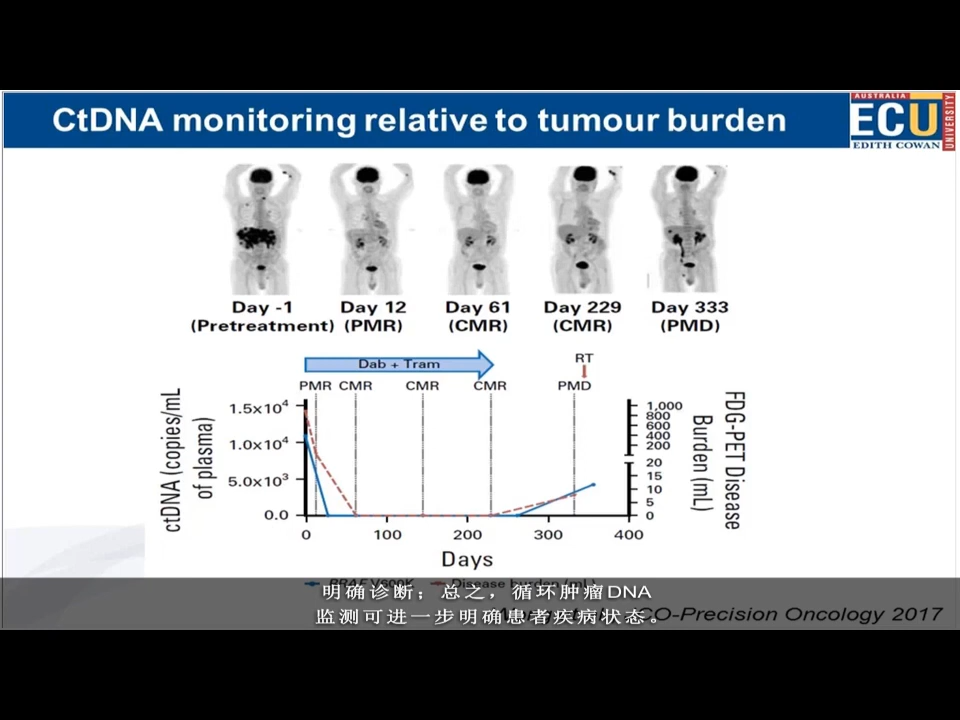 CtDNA monitoring relative to tumour burden
AUSTRALIA
ECU
EDITH COWAN
UNIVERSITY
Day -1
(Pretreatment)
Day 12
(PMR)
Day 61
(CMR)
Day 229
(CMR)
Day 333
(PMD)
Dab + Tram
RT
PMR CMR CMR CMR PMD
ctDNA (copies/mL
of plasma)
1.5x10⁴
1.0x10⁴
5.0x10³
0.0
1,000
800
600
400
200
20
15
10
5
0
FDG-PET Disease
Burden (mL)
0 100 200 300 400
Days
BRAF V600K Disease burden (mL)
明确诊断；总之，循环肿瘤DNA
监测可进一步明确患者疾病状态。
CO-Precision Oncology 2017